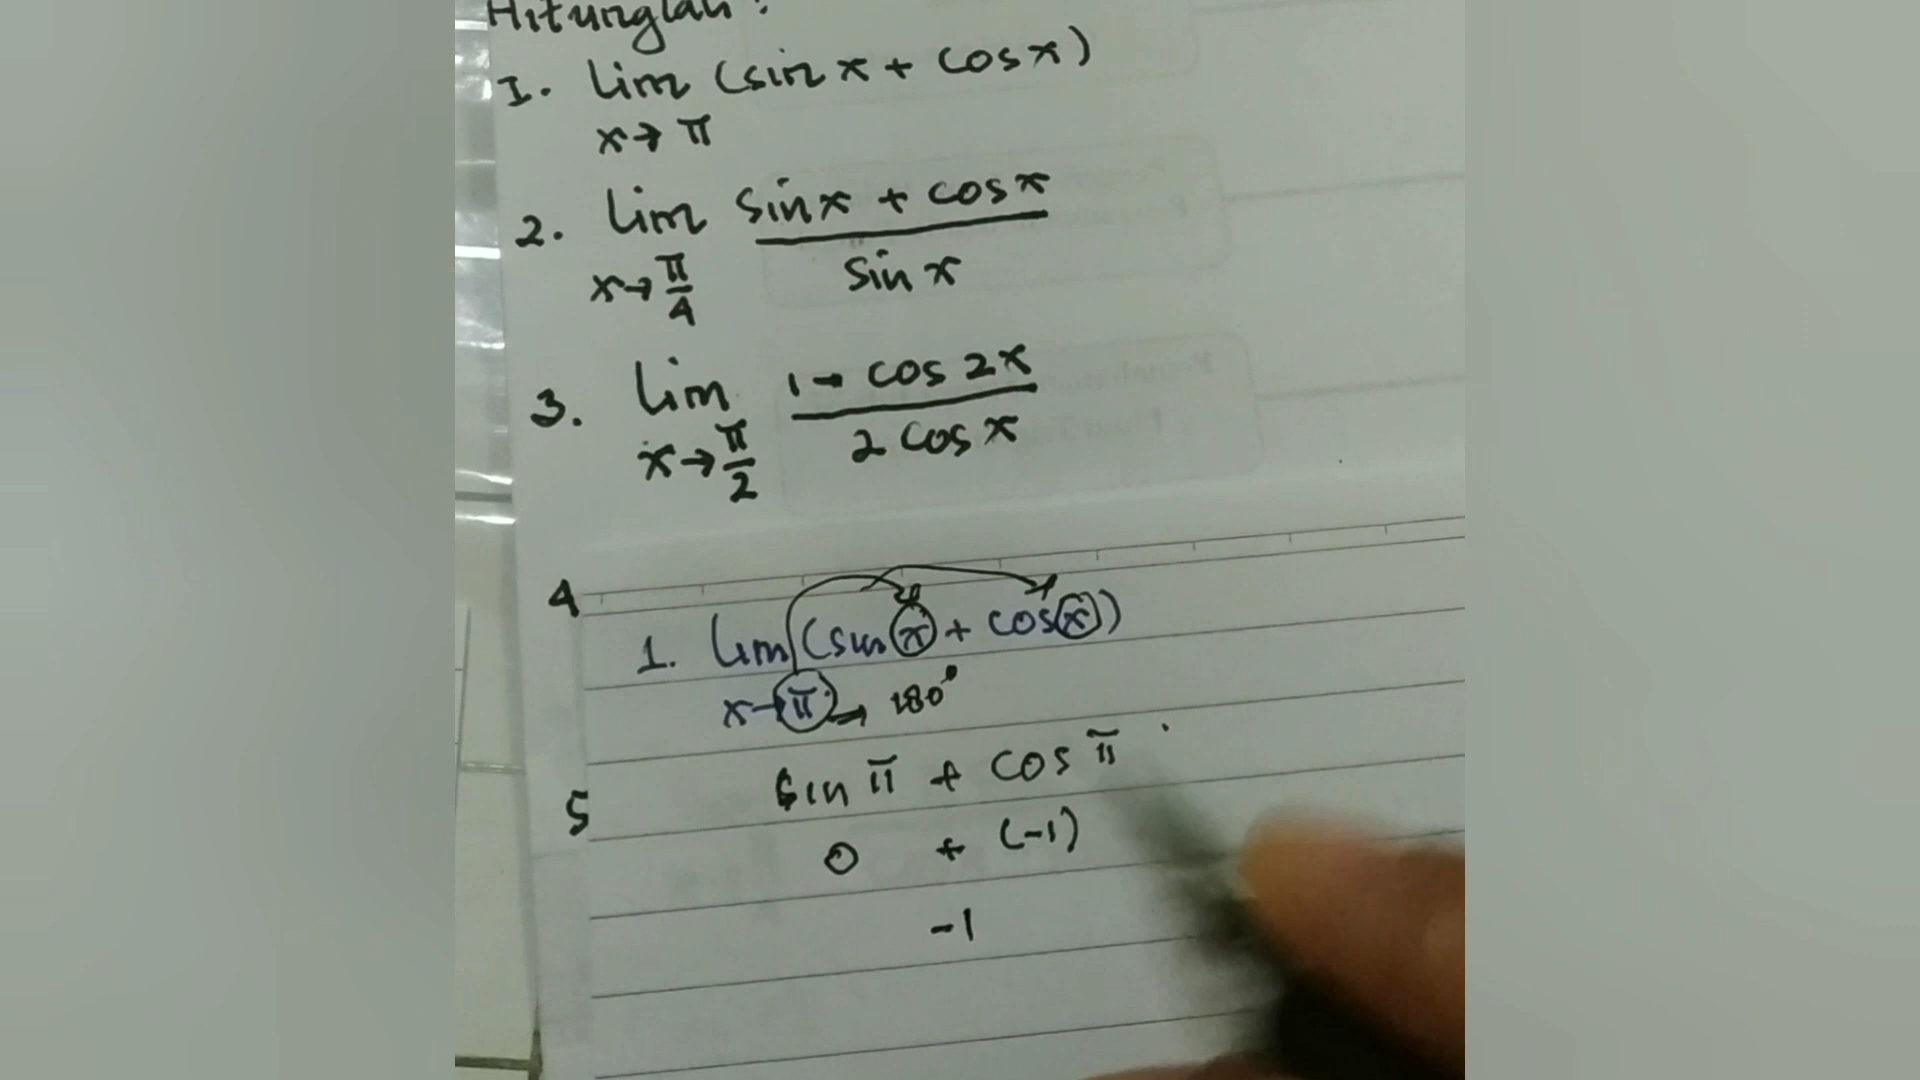 Hitunglah!
1. lim (sin x + cos x)
x→π
2. lim sin x + cos x
x→π/4 sin x
3. lim 1 - cos 2x
x→π/2 2 cos x
4
1. lim (sin x + cos x)
x→π → 180°
5 sin π + cos π
0 + (-1)
-1